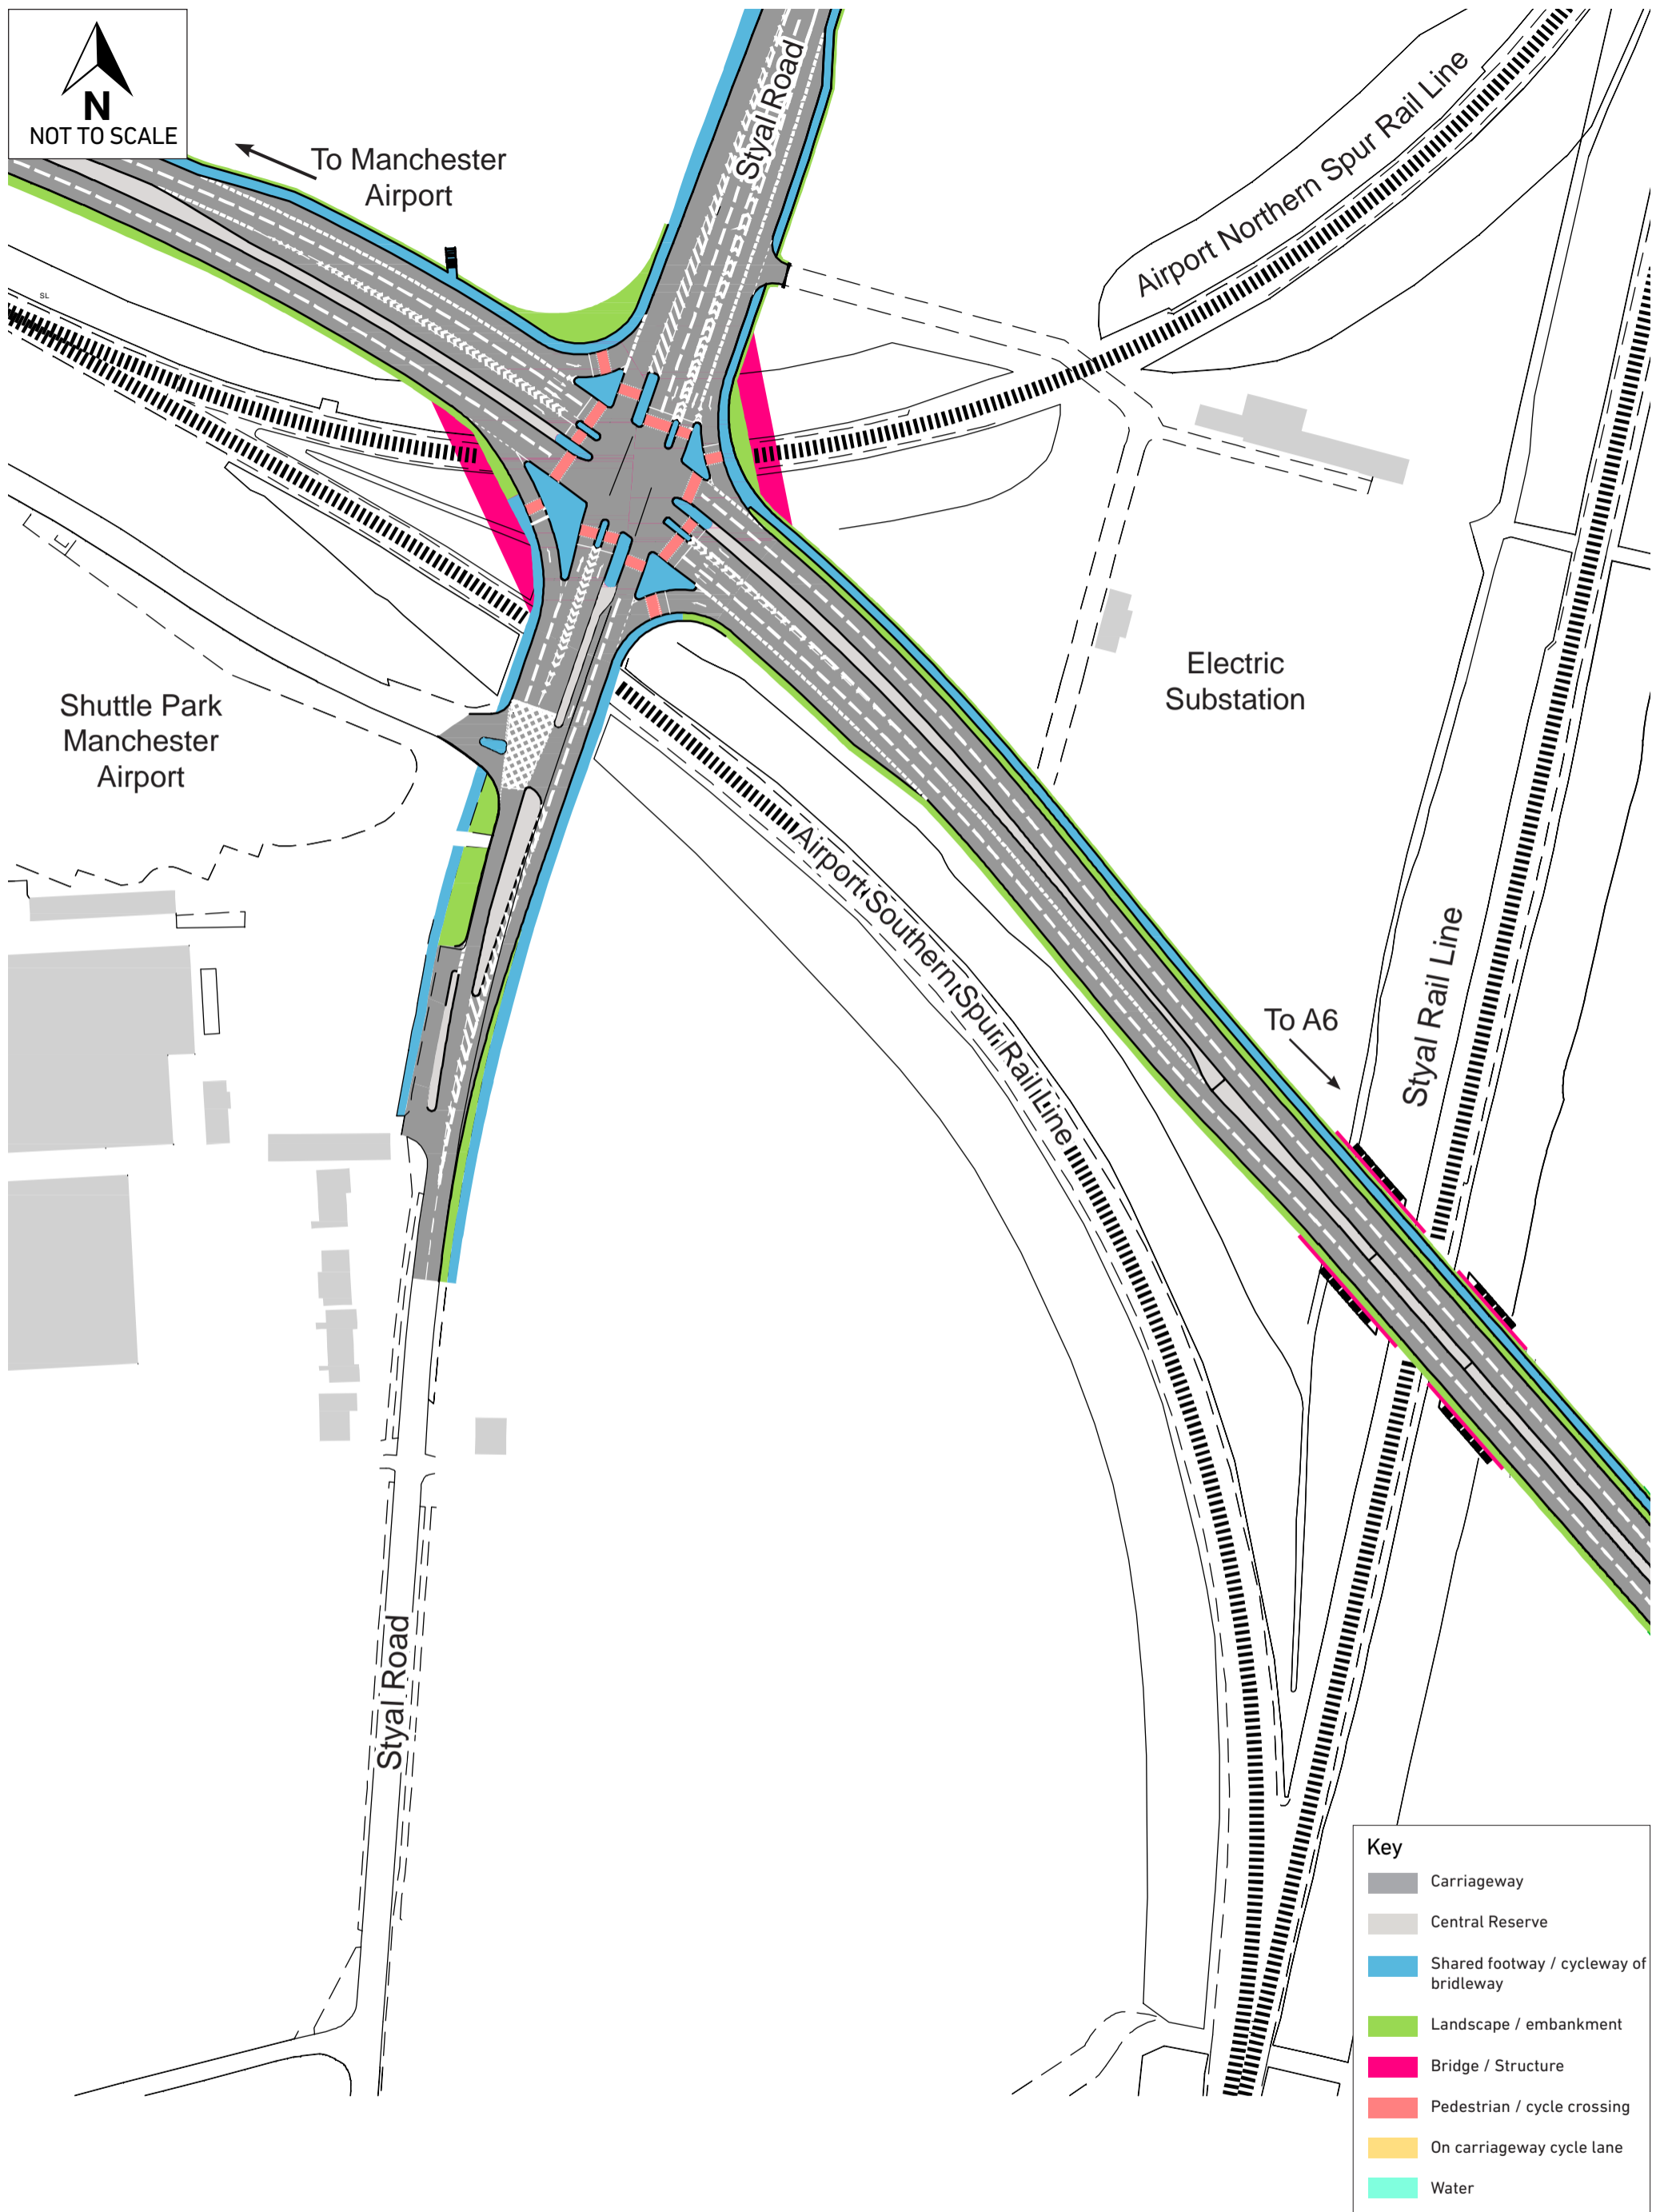 N
NOT TO SCALE
To Manchester
Airport
Styal Road
Airport Northern Spur Rail Line
SL
Electric
Substation
Shuttle Park
Manchester
Airport
Airport Southern Spur Rail Line
To A6
Styal Rail Line
Styal Road
Key
Carriageway
Central Reserve
Shared footway / cycleway of
bridleway
Landscape / embankment
Bridge / Structure
Pedestrian / cycle crossing
On carriageway cycle lane
Water